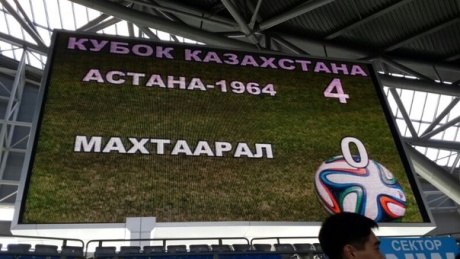 КУБОК КАЗАХСТАНА
АСТАНА-1964 4
МАХТААРАЛ 0
СЕКТОР